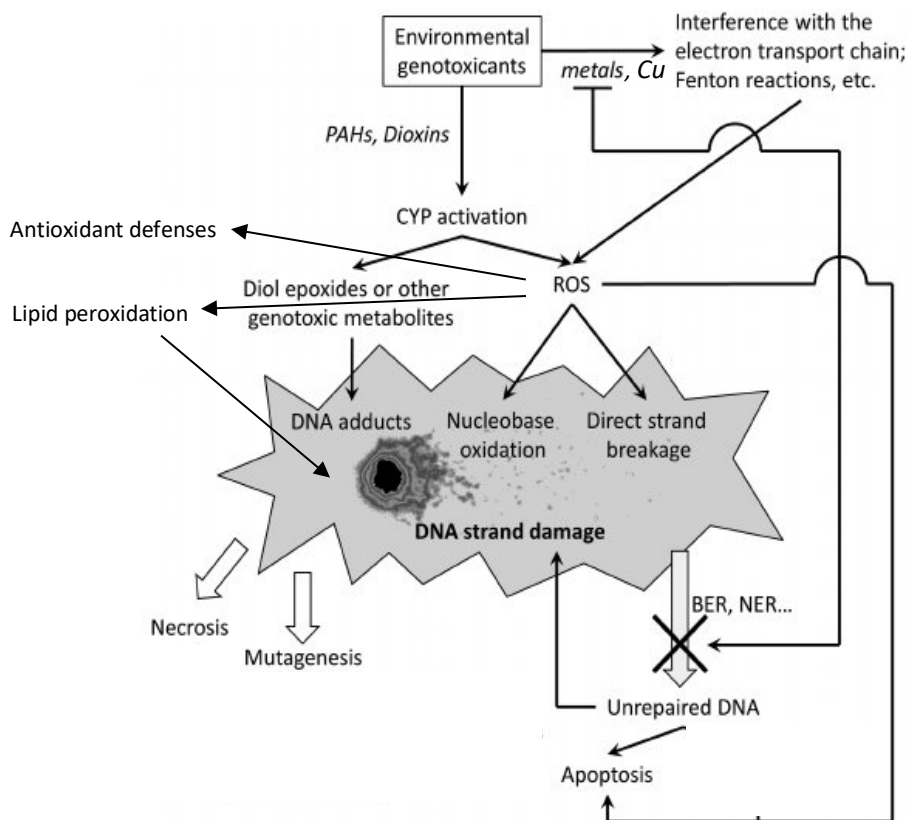 Environmental
genotoxicants
Interference with the
electron transport chain;
Fenton reactions, etc.
metals, Cu
PAHs, Dioxins
CYP activation
Antioxidant defenses
ROS
Diol epoxides or other
genotoxic metabolites
Lipid peroxidation
DNA adducts
Nucleobase
oxidation
Direct strand
breakage
DNA strand damage
BER, NER...
Necrosis
Mutagenesis
Unrepaired DNA
Apoptosis